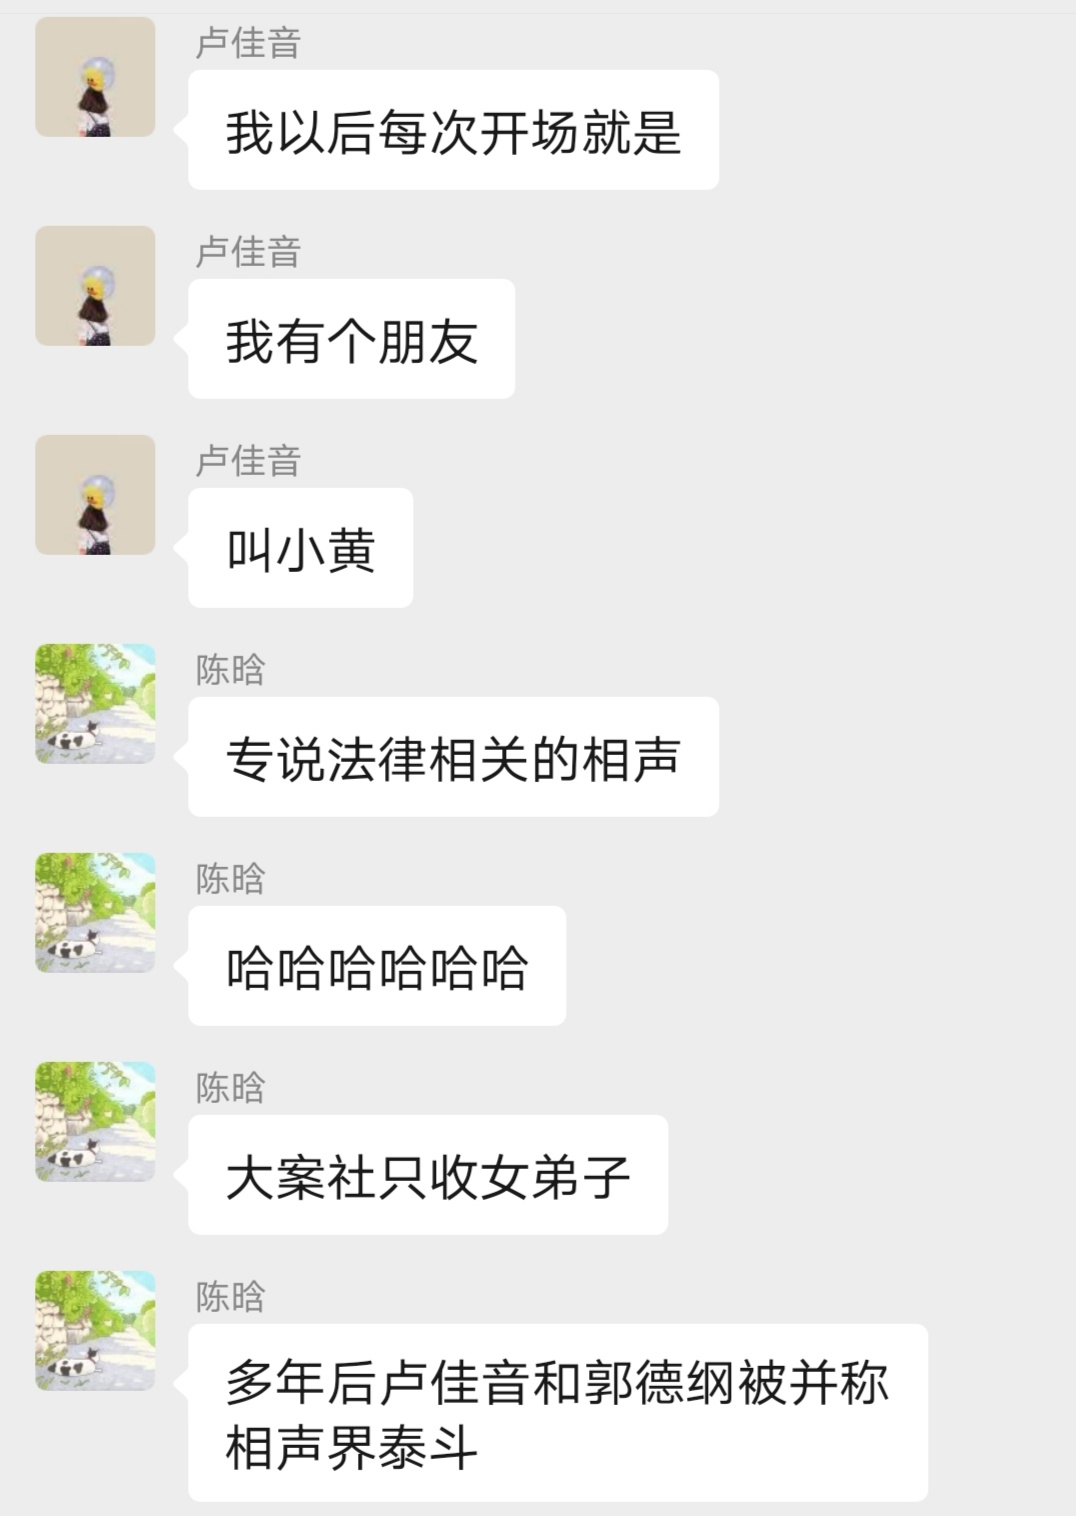 卢佳音
我以后每次开场就是
卢佳音
我有个朋友
卢佳音
叫小黄
陈晗
专说法律相关的相声
陈晗
哈哈哈哈哈哈
陈晗
大案社只收女弟子
陈晗
多年后卢佳音和郭德纲被并称
相声界泰斗